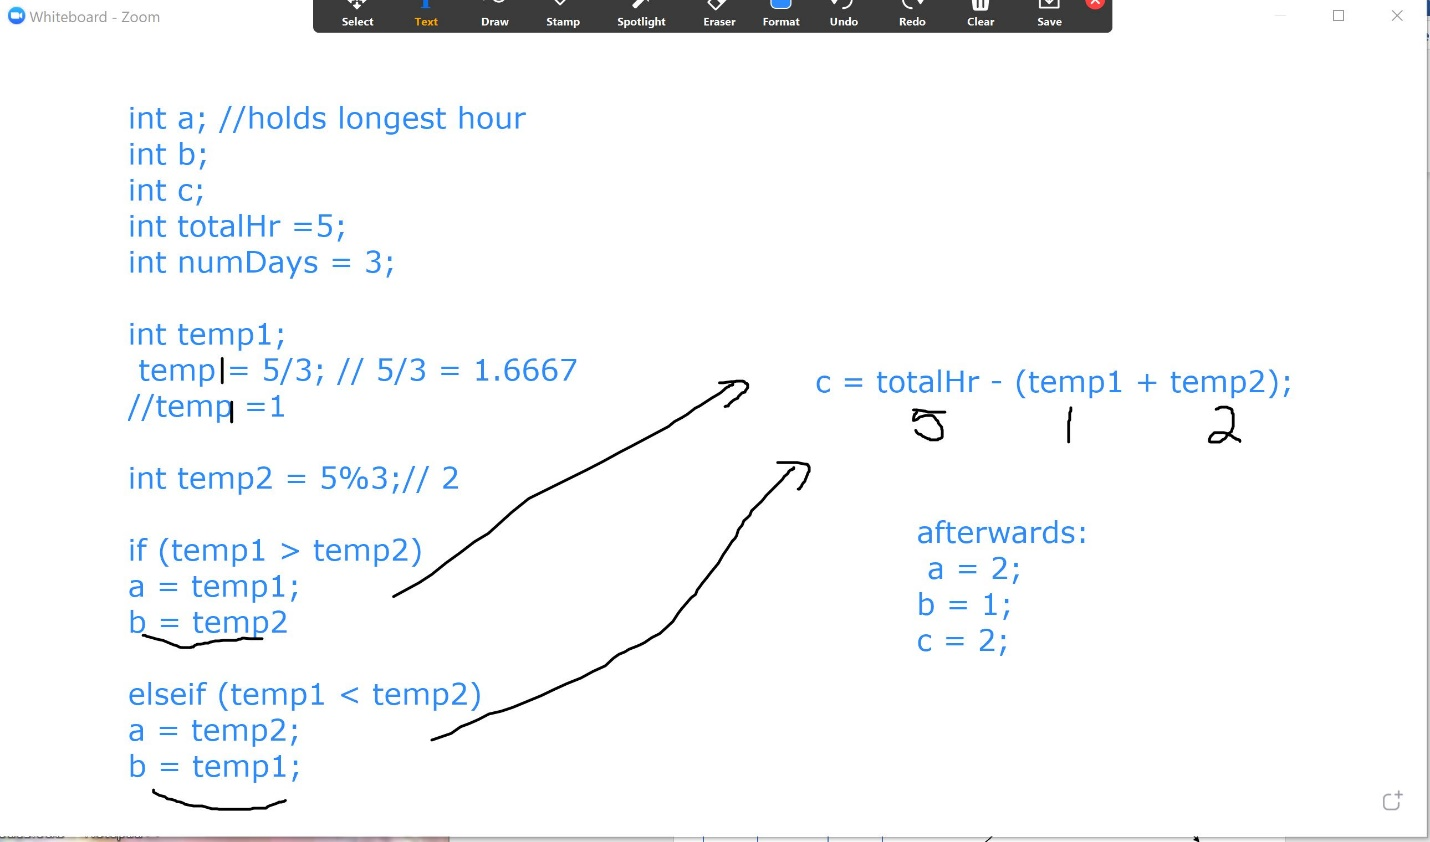 Whiteboard - Zoom
Select Text Draw Stamp Spotlight Eraser Format Undo Redo Clear Save
int a; //holds longest hour
int b;
int c;
int totalHr =5;
int numDays = 3;
int temp1;
temp1= 5/3; // 5/3 = 1.6667
//temp1 =1
int temp2 = 5%3;// 2
if (temp1 > temp2)
a = temp1;
b = temp2
elseif (temp1 < temp2)
a = temp2;
b = temp1;
c = totalHr - (temp1 + temp2);
5 1 2
afterwards:
a = 2;
b = 1;
c = 2;